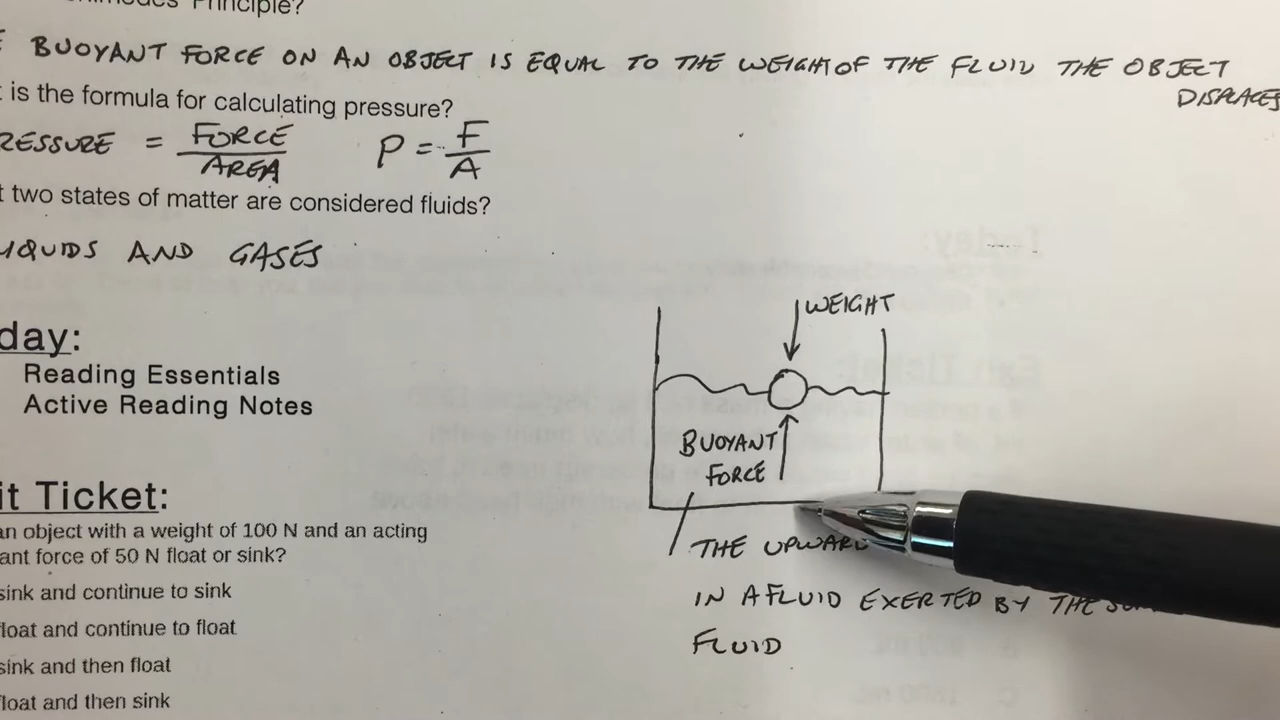 Principle?
BUOYANT FORCE ON AN OBJECT IS EQUAL TO THE WEIGHT OF THE FLUID THE OBJECT
DISPLACES
is the formula for calculating pressure?
RESSURE = FORCE P = F
AREA A
two states of matter are considered fluids?
IQUIDS AND GASES
day:
Reading Essentials
Active Reading Notes
WEIGHT
BUOYANT
FORCE
THE UPWARD
IN A FLUID EXERTED BY THE
FLUID
it Ticket:
an object with a weight of 100 N and an acting
ant force of 50 N float or sink?
sink and continue to sink
float and continue to float
sink and then float
float and then sink